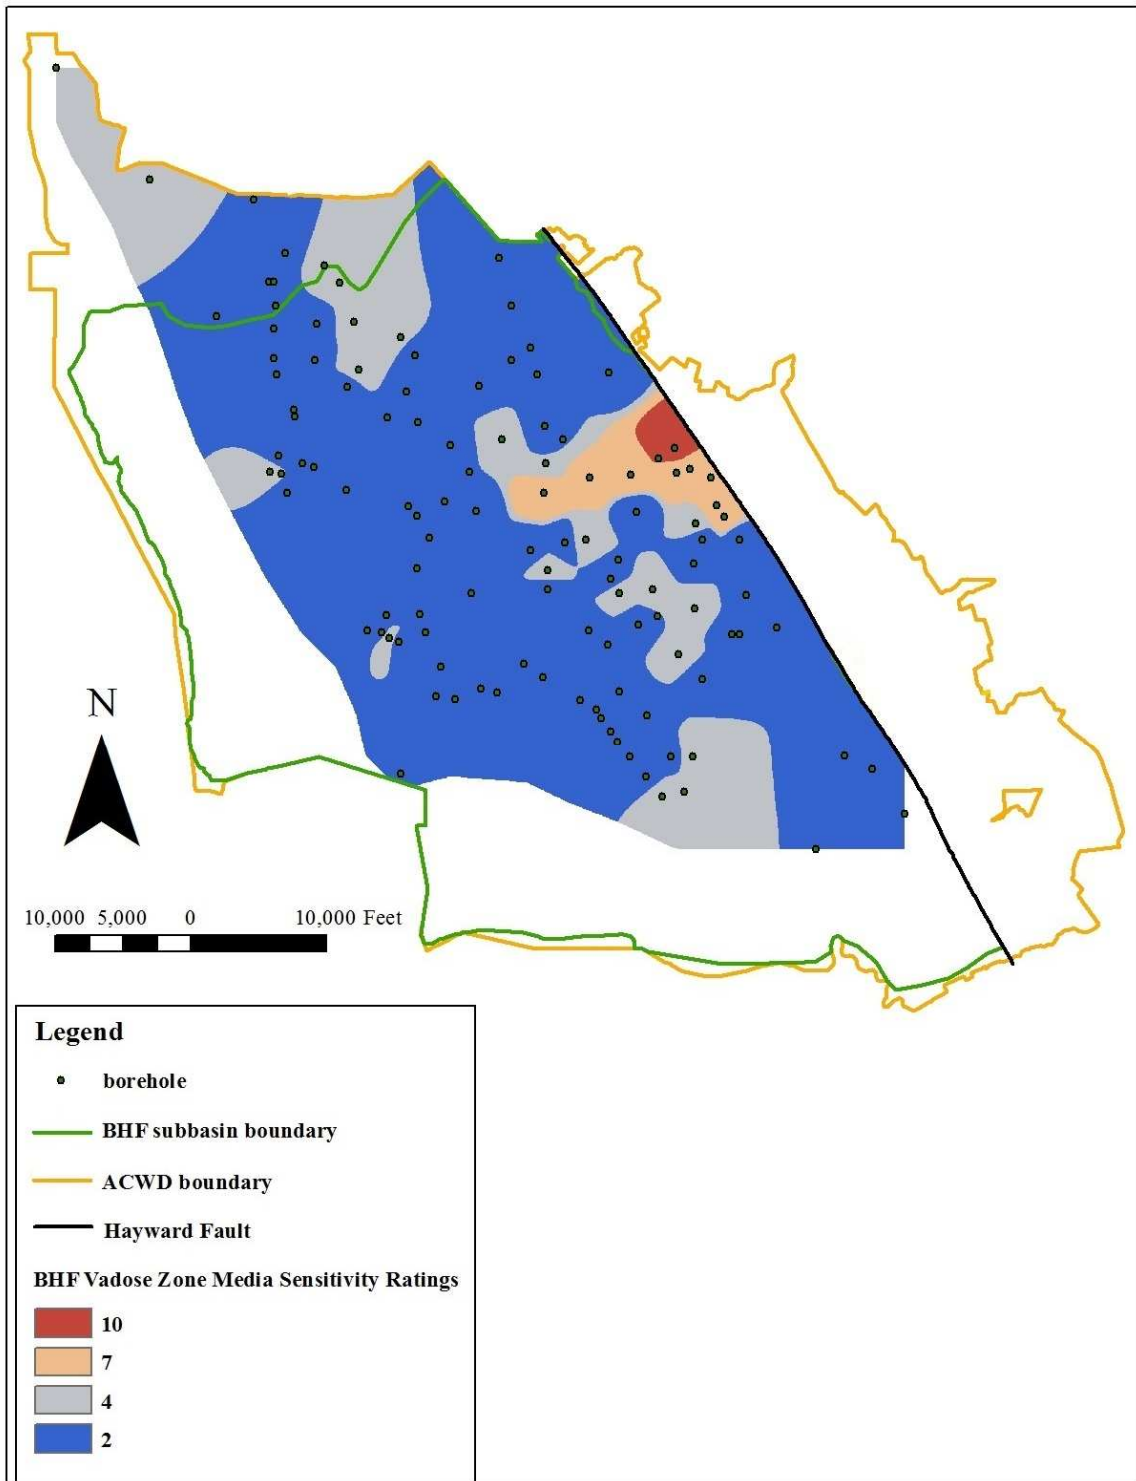 N
10,000 5,000 0 10,000 Feet
Legend
borehole
BHF subbasin boundary
ACWD boundary
Hayward Fault
BHF Vadose Zone Media Sensitivity Ratings
10
7
4
2